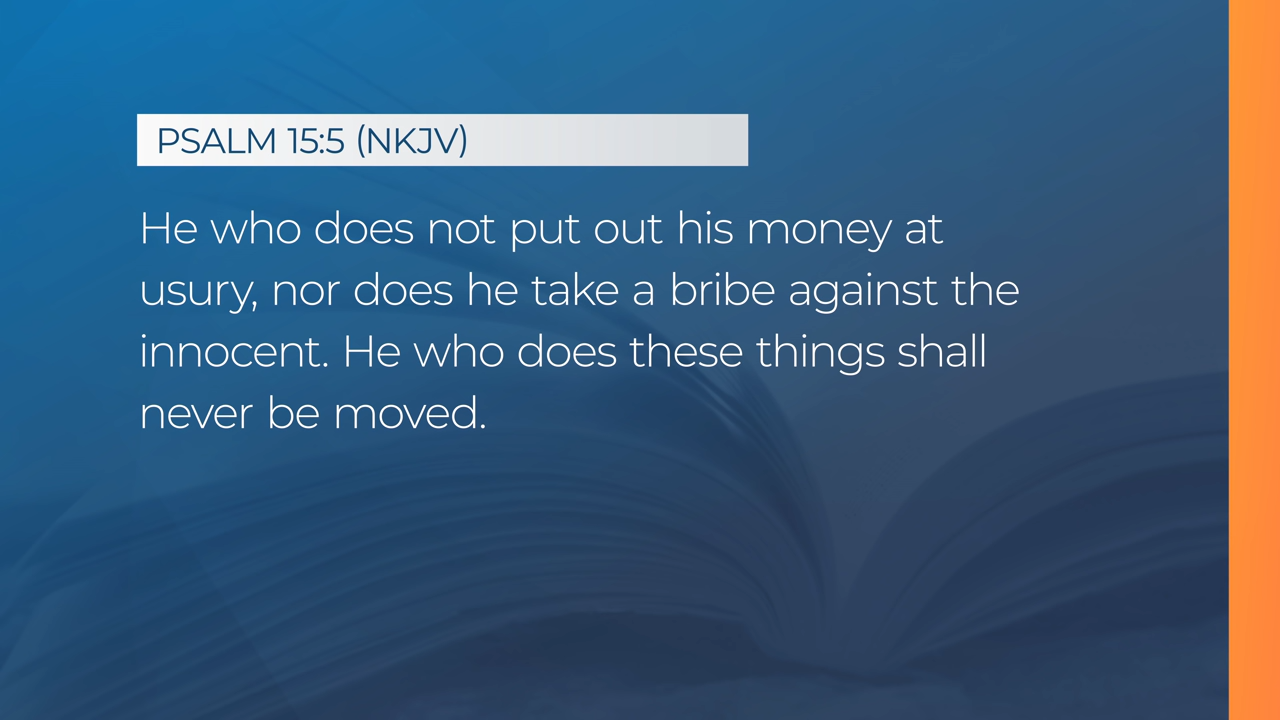 PSALM 15:5 (NKJV)
He who does not put out his money at
usury, nor does he take a bribe against the
innocent. He who does these things shall
never be moved.